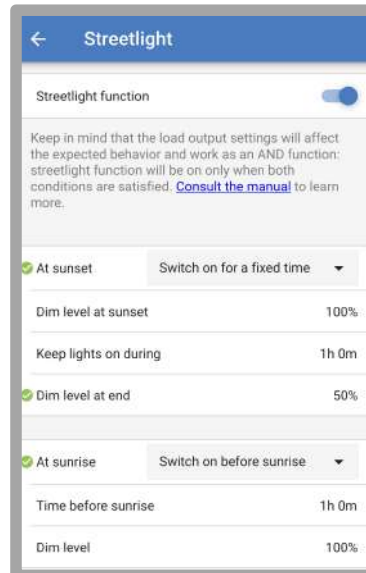 Streetlight
Streetlight function
Keep in mind that the load output settings will affect
the expected behavior and work as an AND function:
streetlight function will be on only when both
conditions are satisfied. Consult the manual to learn
more.
At sunset Switch on for a fixed time
Dim level at sunset 100%
Keep lights on during 1h 0m
Dim level at end 50%
At sunrise Switch on before sunrise
Time before sunrise 1h 0m
Dim level 100%